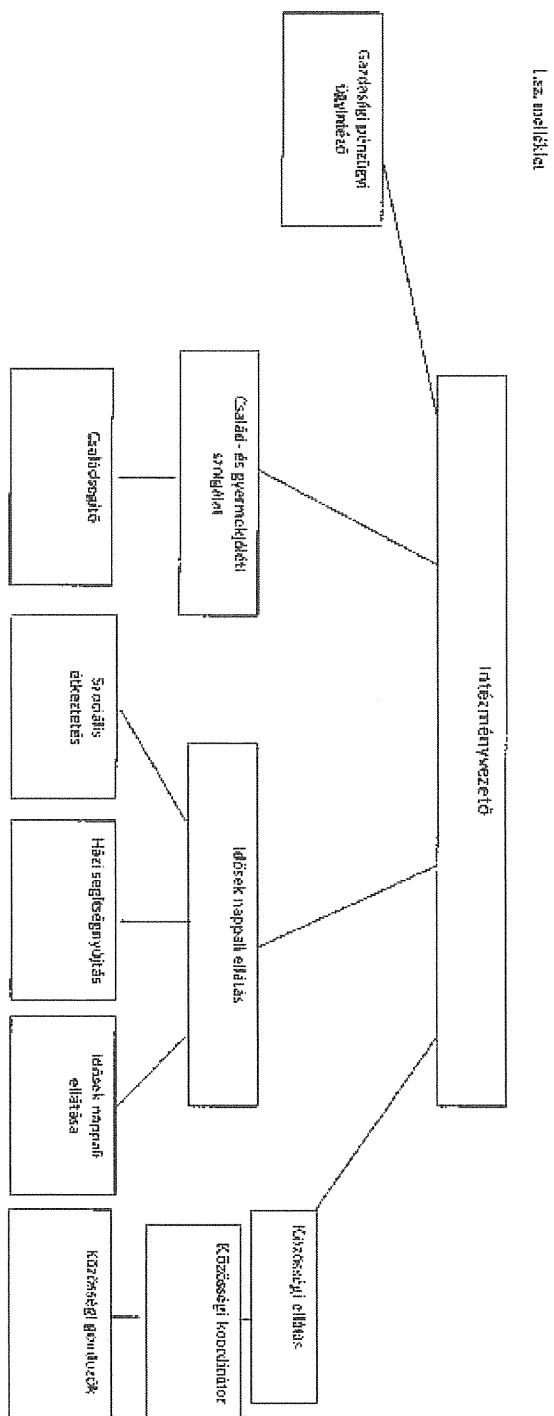 1.sz. melléklet
Intézményvezető
Gazdasági pénzügyi
ügyintéző
Család- és gyermekjóléti
szolgálat
Családsegítő
Idősek nappali ellátás
Szociális
étkeztetés
Házi segítségnyújtás
Idősek nappali
ellátása
Közösségi ellátás
Közösségi koordinátor
Közösségi gondozók